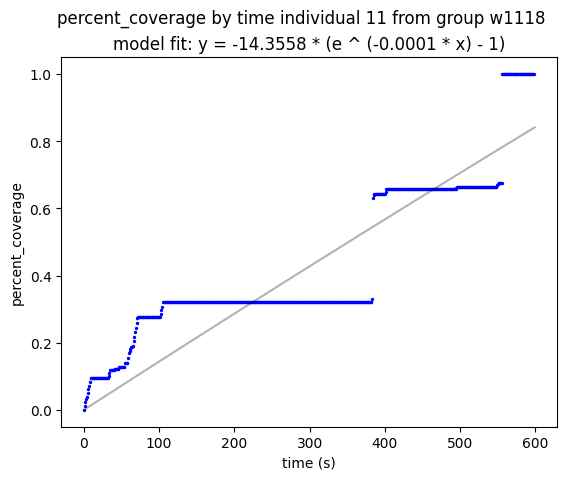 percent_coverage by time individual 11 from group w1118
model fit: y = -14.3558 * (e ^ (-0.0001 * x) - 1)
1.0
0.8
0.6
0.4
0.2
0.0
percent_coverage
0 100 200 300 400 500 600
time (s)